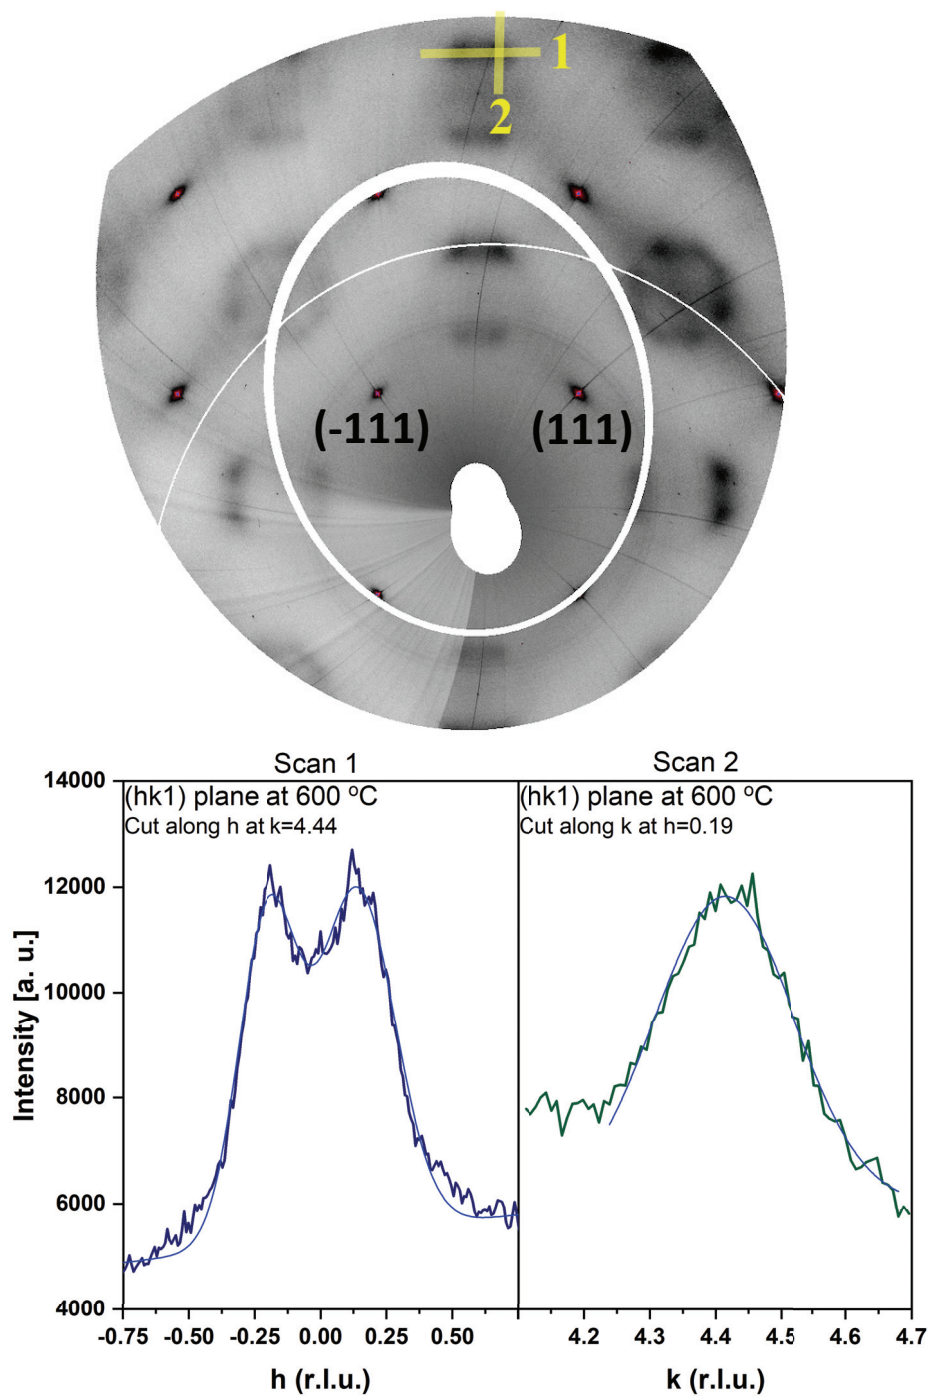 1
2
(-111)
(111)
Scan 1
Scan 2
(hk1) plane at 600 °C
Cut along h at k=4.44
(hk1) plane at 600 °C
Cut along k at h=0.19
Intensity [a. u.]
14000
12000
10000
8000
6000
4000
-0.75 -0.50 -0.25 0.00 0.25 0.50
4.2 4.3 4.4 4.5 4.6 4.7
h (r.l.u.)
k (r.l.u.)